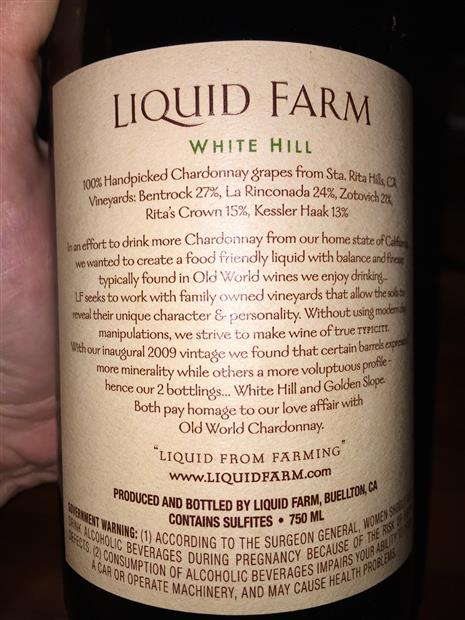 LIQUID FARM
WHITE HILL
100% Handpicked Chardonnay grapes from Sta. Rita Hills, CA
Vineyards: Bentrock 27%, La Rinconada 24%, Zotovich 21%,
Rita's Crown 15%, Kessler Haak 13%
In an effort to drink more Chardonnay from our home state of
we wanted to create a food friendly liquid with balance and finesse
typically found in Old World wines we enjoy drinking...
LF seeks to work with family owned vineyards that allow the soils to
reveal their unique character & personality. Without using modern day
manipulations, we strive to make wine of true TYPICITY.
With our inaugural 2009 vintage we found that certain barrels expressed
more minerality while others a more voluptuous profile -
hence our 2 bottlings... White Hill and Golden Slope.
Both pay homage to our love affair with
Old World Chardonnay.
"LIQUID FROM FARMING"
www.LIQUIDFARM.com
PRODUCED AND BOTTLED BY LIQUID FARM, BUELLTON, CA
CONTAINS SULFITES • 750 ML
GOVERNMENT WARNING: (1) ACCORDING TO THE SURGEON GENERAL, WOMEN SHOULD
DRINK ALCOHOLIC BEVERAGES DURING PREGNANCY BECAUSE OF THE RISK OF
DEFECTS. (2) CONSUMPTION OF ALCOHOLIC BEVERAGES IMPAIRS YOUR ABILITY
A CAR OR OPERATE MACHINERY, AND MAY CAUSE HEALTH PROBLEMS.